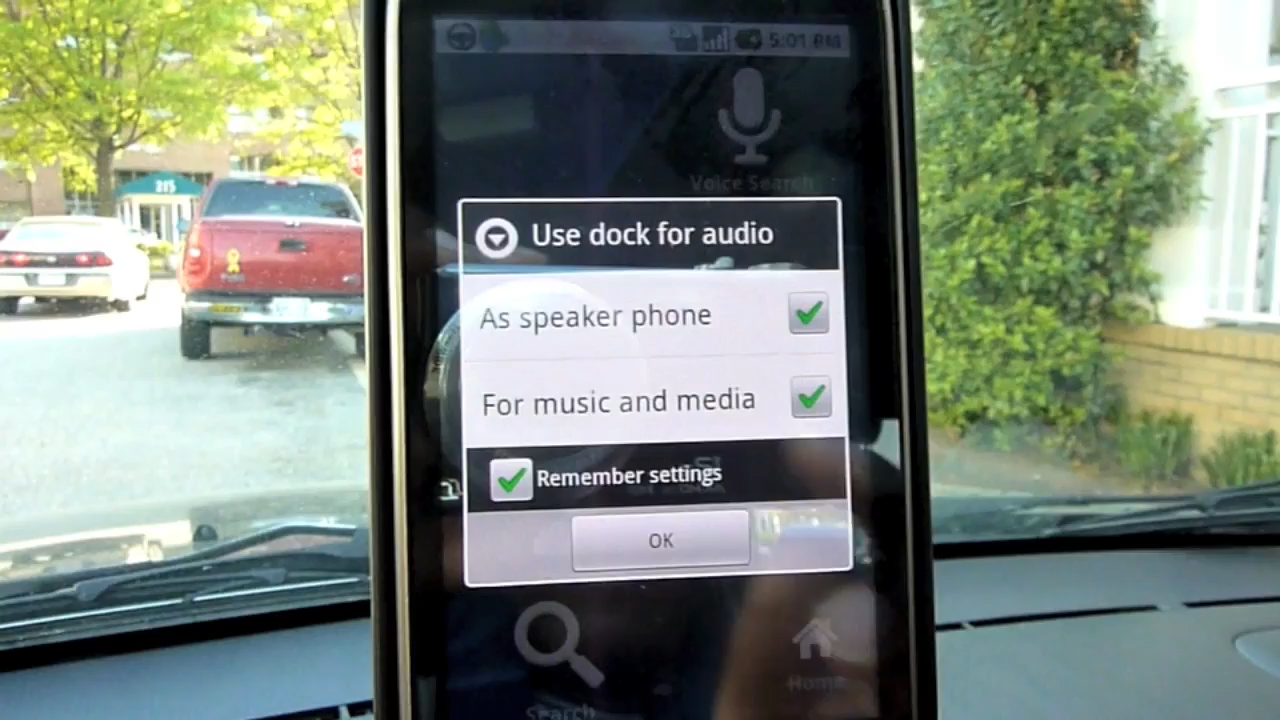 5:01 PM
Voice Search
215
Use dock for audio
As speaker phone
For music and media
Remember settings
OK
Home
Search